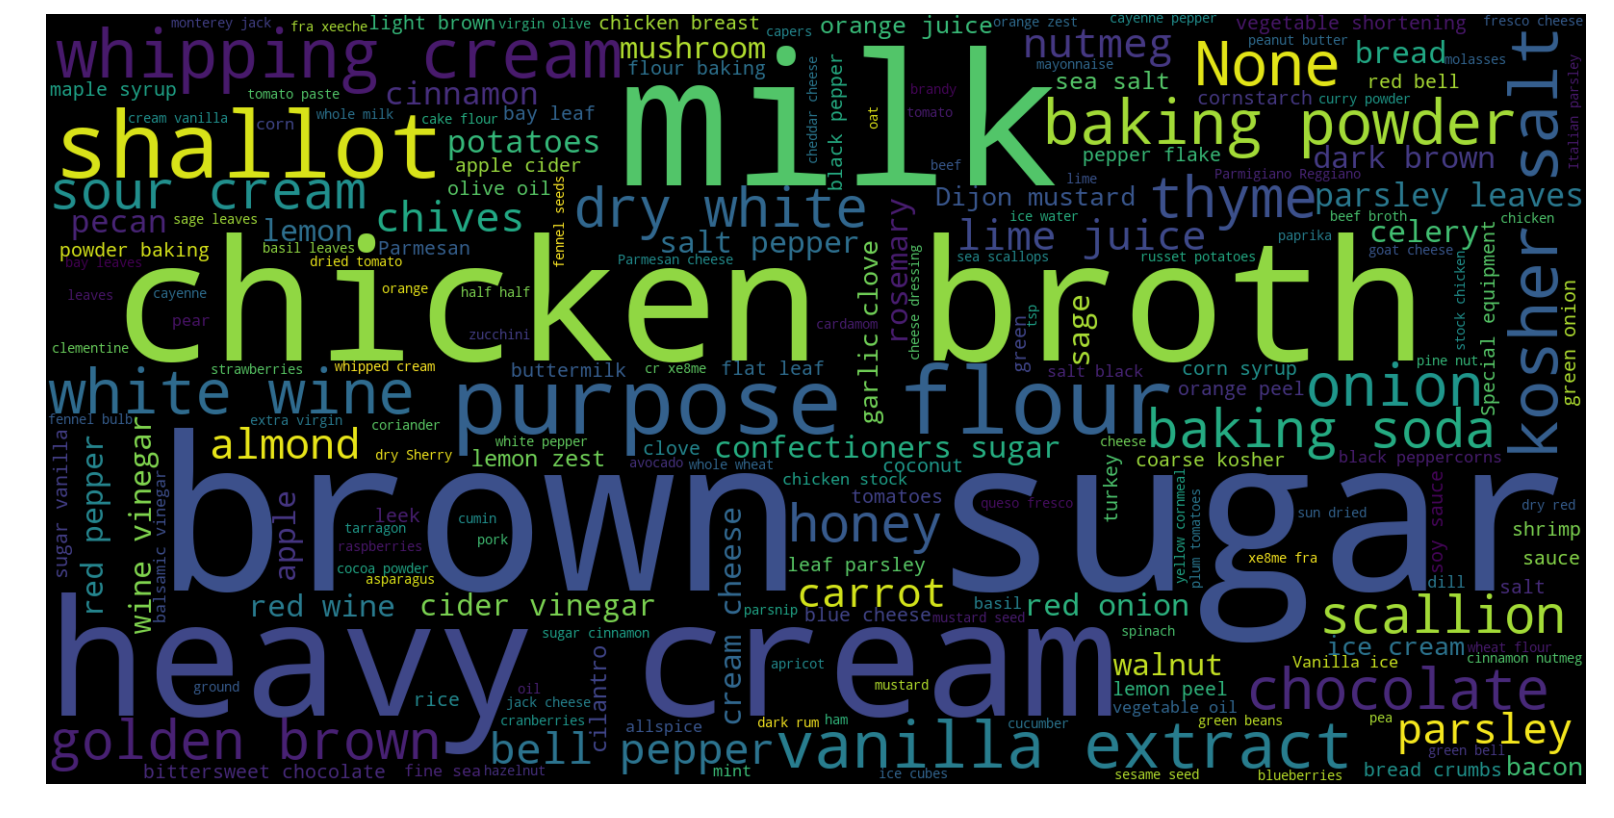 monterey jack
fra xeeche
light brown
virgin olive
chicken breast
capers
orange juice
orange zest
cayenne pepper
vegetable shortening
fresco cheese
whipping cream
mushroom
flour baking
milk
nutmeg
mayonnaise
peanut butter
None
bread
molasses
kosher salt
Italian parsley
maple syrup
tomato paste
cinnamon
cheddar cheese
black pepper
brandy
sea salt
cornstarch
red bell
curry powder
cream vanilla
whole milk
cake flour
bay leaf
oat
tomato
baking powder
shallot
corn
potatoes
apple cider
beef
pepper flake
dark brown
sour cream
olive oil
lime
Parmigiano Reggiano
pecan
sage leaves
chives
fennel seeds
dry white
rosemary
Dijon mustard
thyme
parsley leaves
lemon
ice water
beef broth
chicken
powder baking
basil leaves
Parmesan
salt pepper
lime juice
paprika
celery
bay leaves
dried tomato
Parmesan cheese
garlic clove
cheese dressing
sea scallops
russet potatoes
goat cheese
chicken broth
leaves
cayenne
orange
half half
stock chicken
Special equipment
green onion
pear
zucchini
cardamom
green
tsp
sage
clementine
strawberries
whipped cream
buttermilk
cr xe8me
flat leaf
salt black
corn syrup
pine nut
white wine
purpose flour
orange peel
onion
fennel bulb
extra virgin
coriander
white pepper
baking soda
sugar vanilla
red pepper
wine vinegar
balsamic vinegar
almond
dry Sherry
lemon zest
clove
confectioners sugar
cheese
coarse kosher
black peppercorns
avocado
whole wheat
coconut
chicken stock
turkey
brown sugar
apple
leek
tomatoes
queso fresco
yellow cornmeal
plum tomatoes
sun dried
soy sauce
dry red
tarragon
cumin
honey
shrimp
raspberries
pork
cream cheese
xe8me fra
sauce
cocoa powder
asparagus
leaf parsley
dill
salt
red wine
cider vinegar
carrot
parsnip
blue cheese
basil
mustard seed
red onion
scallion
heavy cream
sugar cinnamon
spinach
ice cream
wheat flour
cilantro
apricot
walnut
Vanilla ice
cinnamon nutmeg
ground
rice
oil
jack cheese
mustard
lemon peel
vegetable oil
chocolate
cranberries
allspice
dark rum
ham
cucumber
green beans
pea
parsley
golden brown
bell pepper
vanilla extract
green bell
bittersweet chocolate
fine sea
hazelnut
mint
ice cubes
sesame seed
blueberries
bread crumbs
bacon